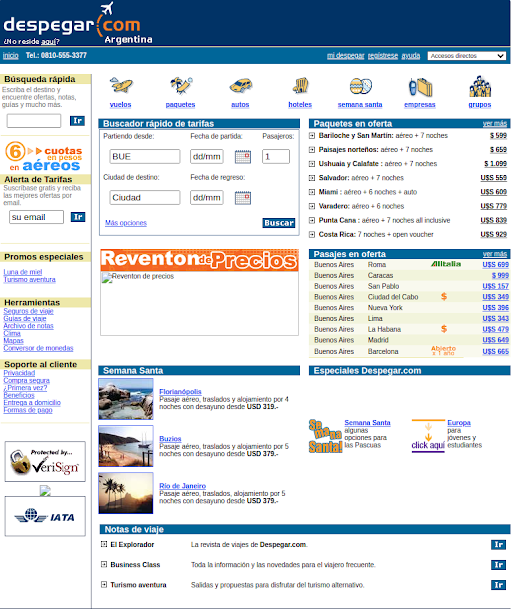 despegar.com
¿No reside aquí?
Argentina
inicio Tel.: 0810-555-3377 mi despegar regístrese ayuda Accesos directos
Búsqueda rápida
Escriba el destino y
encuentre ofertas, notas,
guías y mucho más.
Ir
6 cuotas
en pesos
en aéreos
Alerta de Tarifas
Suscríbase gratis y reciba
las mejores ofertas por
email.
su email Ir
Promos especiales
Luna de miel
Turismo aventura
Herramientas
Seguros de viaje
Guías de viaje
Archivo de notas
Clima
Mapas
Conversor de monedas
Soporte al cliente
Privacidad
Compra segura
¿Primera vez?
Beneficios
Entrega a domicilio
Formas de pago
Protected by...
VeriSign
IATA
vuelos paquetes autos hoteles semana santa empresas grupos
Buscador rápido de tarifas
Partiendo desde: Fecha de partida: Pasajeros:
BUE dd/mm 1
Ciudad de destino: Fecha de regreso:
Ciudad dd/mm
Más opciones Buscar
Paquetes en oferta ver más
Bariloche y San Martín: aéreo + 7 noches $ 599
Paisajes norteños: aéreo + 7 noches $ 659
Ushuaia y Calafate : aéreo + 7 noches $ 1.099
Salvador: aéreo + 7 noches U$S 559
Miami : aéreo + 6 noches + auto U$S 609
Varadero: aéreo + 6 noches U$S 779
Punta Cana : aéreo + 7 noches all inclusive U$S 839
Costa Rica: 7 noches + open voucher U$S 929
Reventon de Precios
Reventon de precios
Pasajes en oferta ver más
Buenos Aires Roma Alitalia U$S 699
Buenos Aires Caracas $ 999
Buenos Aires San Pablo U$S 157
Buenos Aires Ciudad del Cabo $ U$S 349
Buenos Aires Nueva York U$S 396
Buenos Aires Lima U$S 343
Buenos Aires La Habana $ U$S 479
Buenos Aires Madrid U$S 649
Buenos Aires Barcelona Abierto x 1 año U$S 665
Semana Santa
Florianópolis
Pasaje aéreo, traslados y alojamiento por 4
noches con desayuno desde USD 319.-
Buzios
Pasaje aéreo, traslados y alojamiento por 5
noches con desayuno desde USD 379.-
Río de Janeiro
Pasaje aéreo, traslados, alojamiento por 5
noches con desayuno desde USD 379.-
Especiales Despegar.com
Semana Santa!
Semana Santa
algunas
opciones para
las Pascuas
click aquí
Europa
para
jóvenes y
estudiantes
Notas de viaje
El Explorador La revista de viajes de Despegar.com. Ir
Business Class Toda la información y las novedades para el viajero frecuente. Ir
Turismo aventura Salidas y propuestas para disfrutar del turismo alternativo. Ir